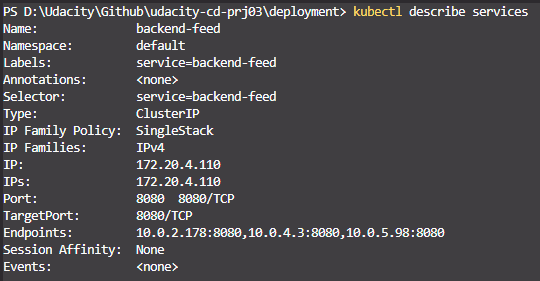 PS D:\Udacity\Github\udacity-cd-prj03\deployment> kubectl describe services
Name:              backend-feed
Namespace:         default
Labels:            service=backend-feed
Annotations:       <none>
Selector:          service=backend-feed
Type:              ClusterIP
IP Family Policy:  SingleStack
IP Families:       IPv4
IP:                172.20.4.110
IPs:               172.20.4.110
Port:              8080  8080/TCP
TargetPort:        8080/TCP
Endpoints:         10.0.2.178:8080,10.0.4.3:8080,10.0.5.98:8080
Session Affinity:  None
Events:            <none>